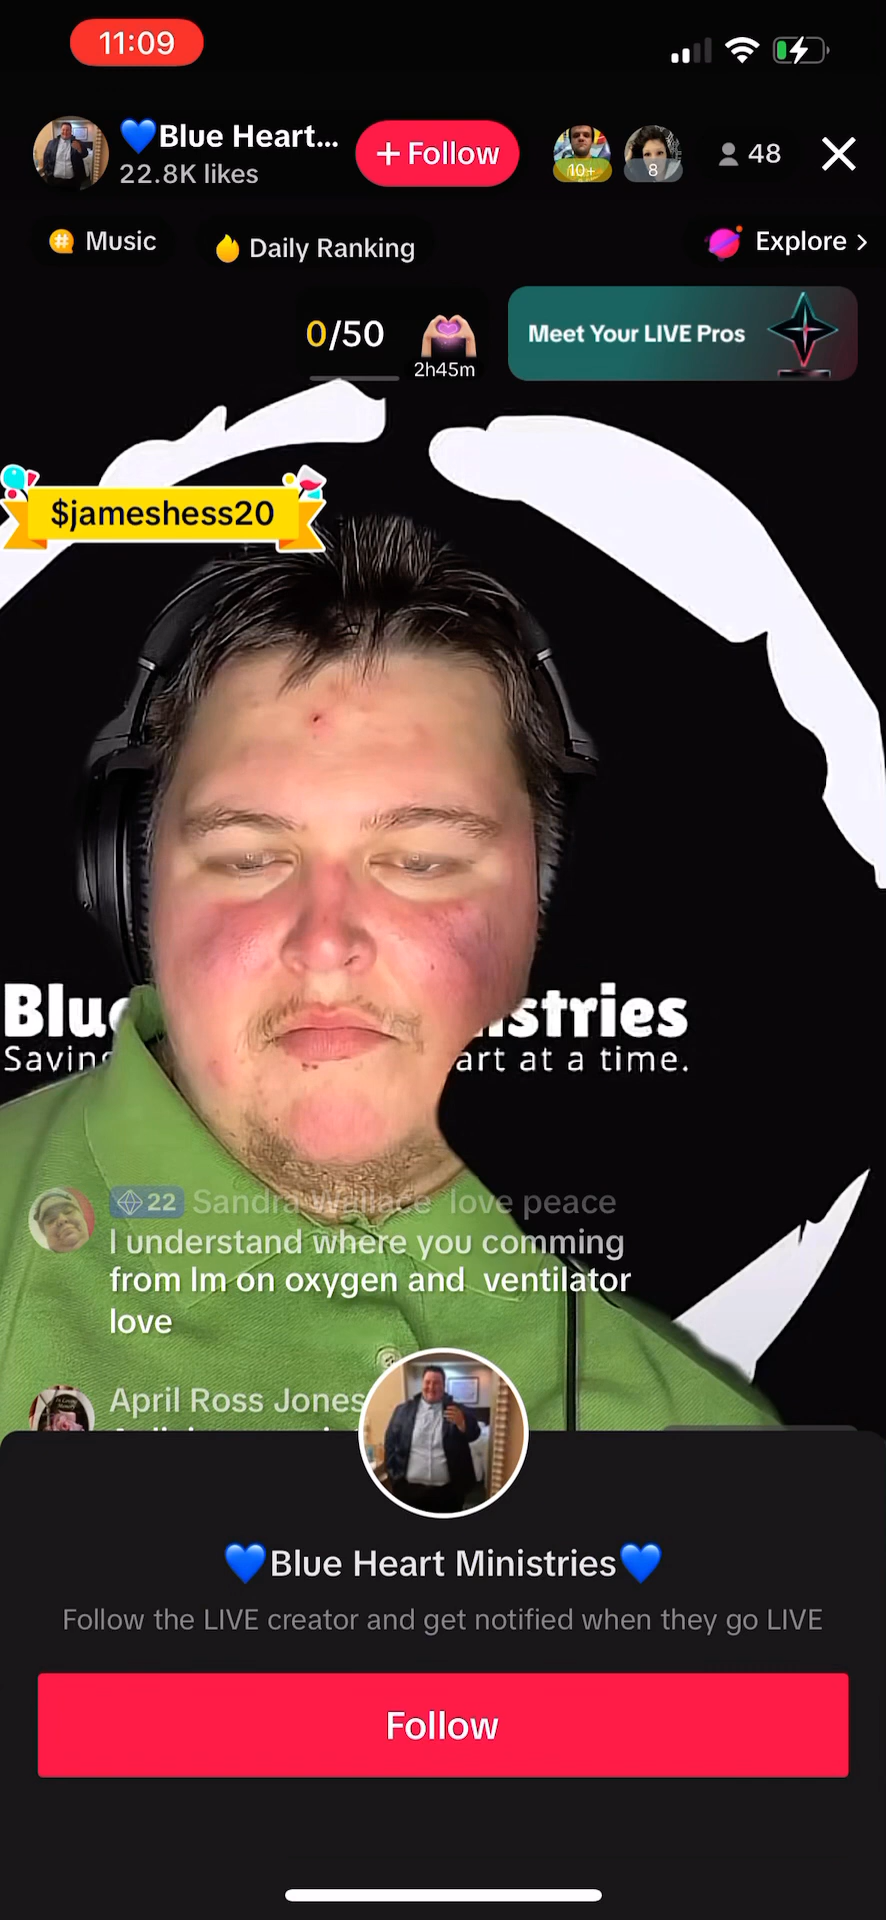 11:09
💙Blue Heart...
22.8K likes
+ Follow
10+
8
48
Music
Daily Ranking
Explore >
0/50
2h45m
Meet Your LIVE Pros
$jameshess20
Blu
stries
Saving
art at a time.
22 Sandra Wallace love peace
I understand where you comming
from Im on oxygen and ventilator
love
April Ross Jones
💙Blue Heart Ministries💙
Follow the LIVE creator and get notified when they go LIVE
Follow